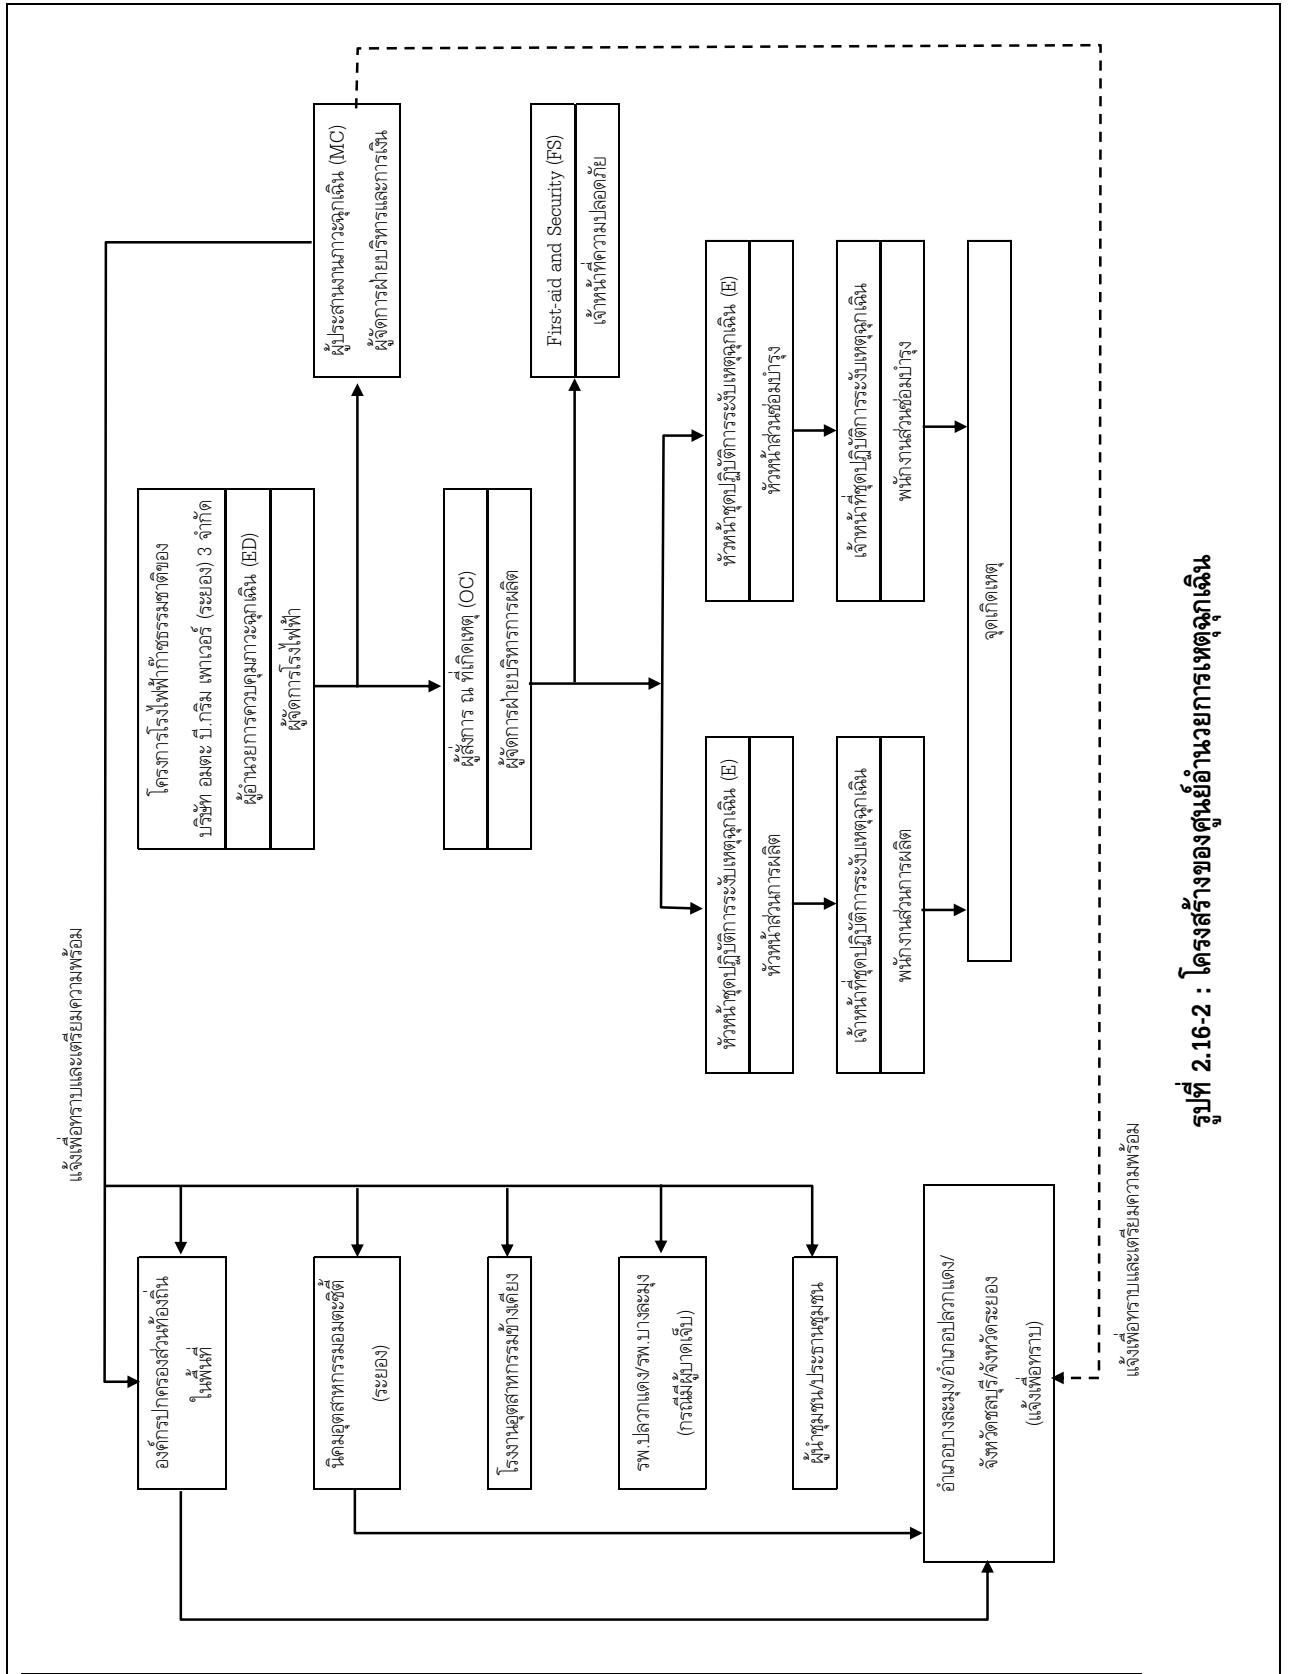 แจ้งเพื่อทราบและเตรียมความพร้อม
องค์กรปกครองส่วนท้องถิ่น
ในพื้นที่
นิคมอุตสาหกรรมอมตะซิตี้
(ระยอง)
โรงงานอุตสาหกรรมข้างเคียง
รพ.ปลวกแดง/รพ.บางละมุง
(กรณีมีผู้บาดเจ็บ)
ผู้นำชุมชน/ประธานชุมชน
อำเภอบางละมุง/อำเภอปลวกแดง/
จังหวัดชลบุรี/จังหวัดระยอง
(แจ้งเพื่อทราบ)
แจ้งเพื่อทราบและเตรียมความพร้อม
โครงการโรงไฟฟ้าก๊าซธรรมชาติของ
บริษัท อมตะ บี.กริม เพาเวอร์ (ระยอง) 3 จำกัด
ผู้อำนวยการควบคุมภาวะฉุกเฉิน (ED)
ผู้จัดการโรงไฟฟ้า
ผู้ประสานงานภาวะฉุกเฉิน (MC)
ผู้จัดการฝ่ายบริหารและการเงิน
ผู้สั่งการ ณ ที่เกิดเหตุ (OC)
ผู้จัดการฝ่ายบริหารการผลิต
First-aid and Security (FS)
เจ้าหน้าที่ความปลอดภัย
หัวหน้าชุดปฏิบัติการระงับเหตุฉุกเฉิน (E)
หัวหน้าส่วนการผลิต
เจ้าหน้าที่ชุดปฏิบัติการระงับเหตุฉุกเฉิน
พนักงานส่วนการผลิต
หัวหน้าชุดปฏิบัติการระงับเหตุฉุกเฉิน (E)
หัวหน้าส่วนซ่อมบำรุง
เจ้าหน้าที่ชุดปฏิบัติการระงับเหตุฉุกเฉิน
พนักงานส่วนซ่อมบำรุง
จุดเกิดเหตุ
รูปที่ 2.16-2 : โครงสร้างของศูนย์อำนวยการเหตุฉุกเฉิน